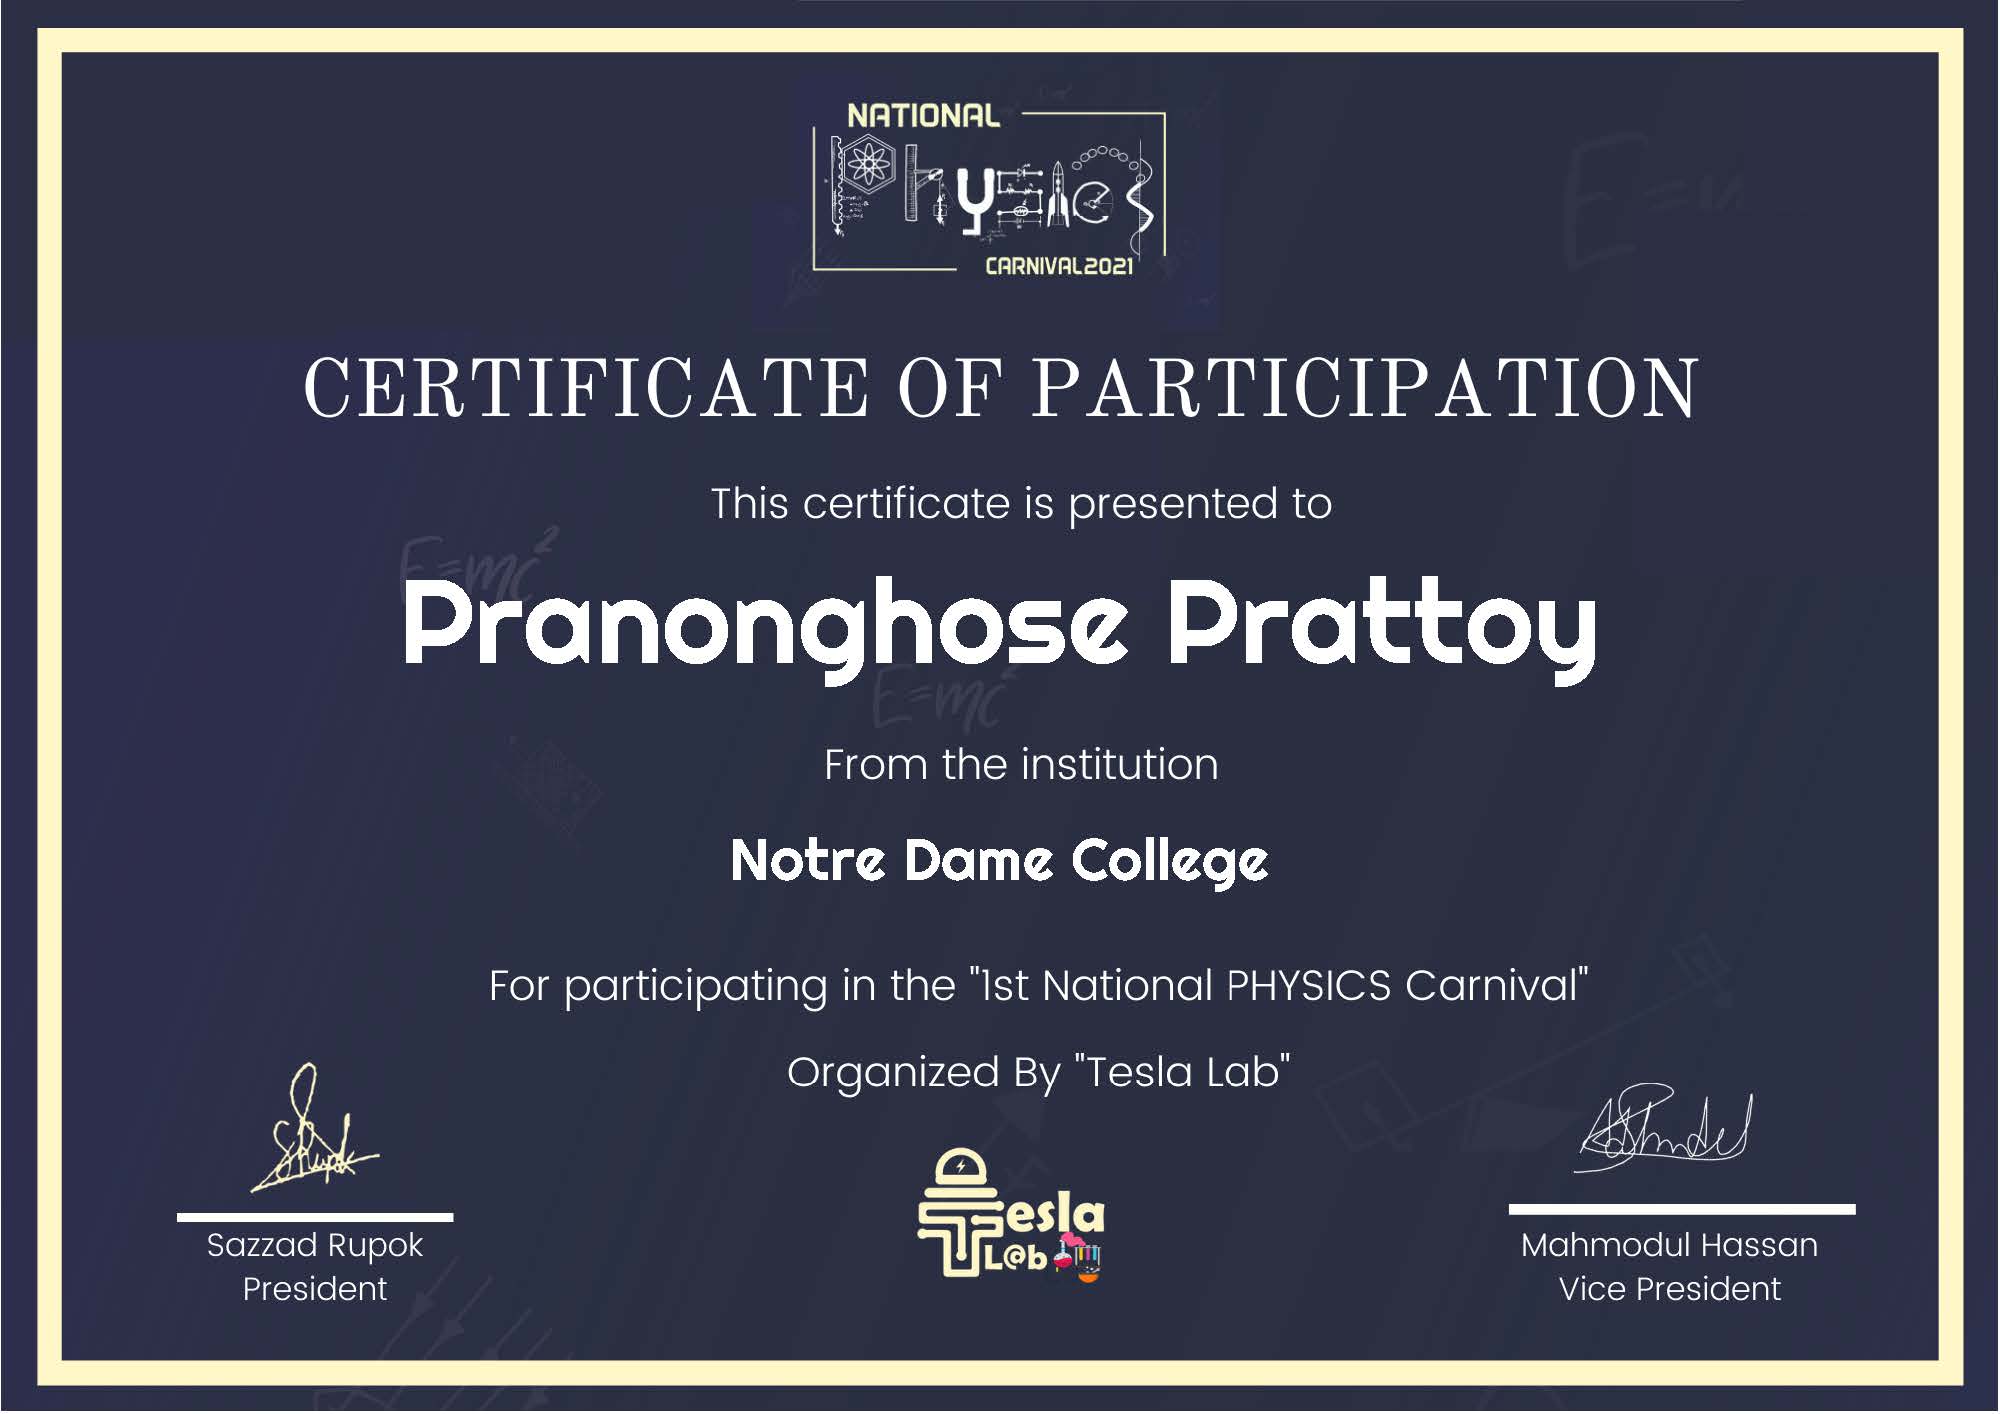 NATIONAL
PHYSICS
CARNIVAL2021
CERTIFICATE OF PARTICIPATION
This certificate is presented to
E=mc²
Pranonghose Prattoy
E=mc²
From the institution
Notre Dame College
For participating in the "1st National PHYSICS Carnival"
Organized By "Tesla Lab"
Tesla
L@b
Sazzad Rupok
President
Mahmodul Hassan
Vice President